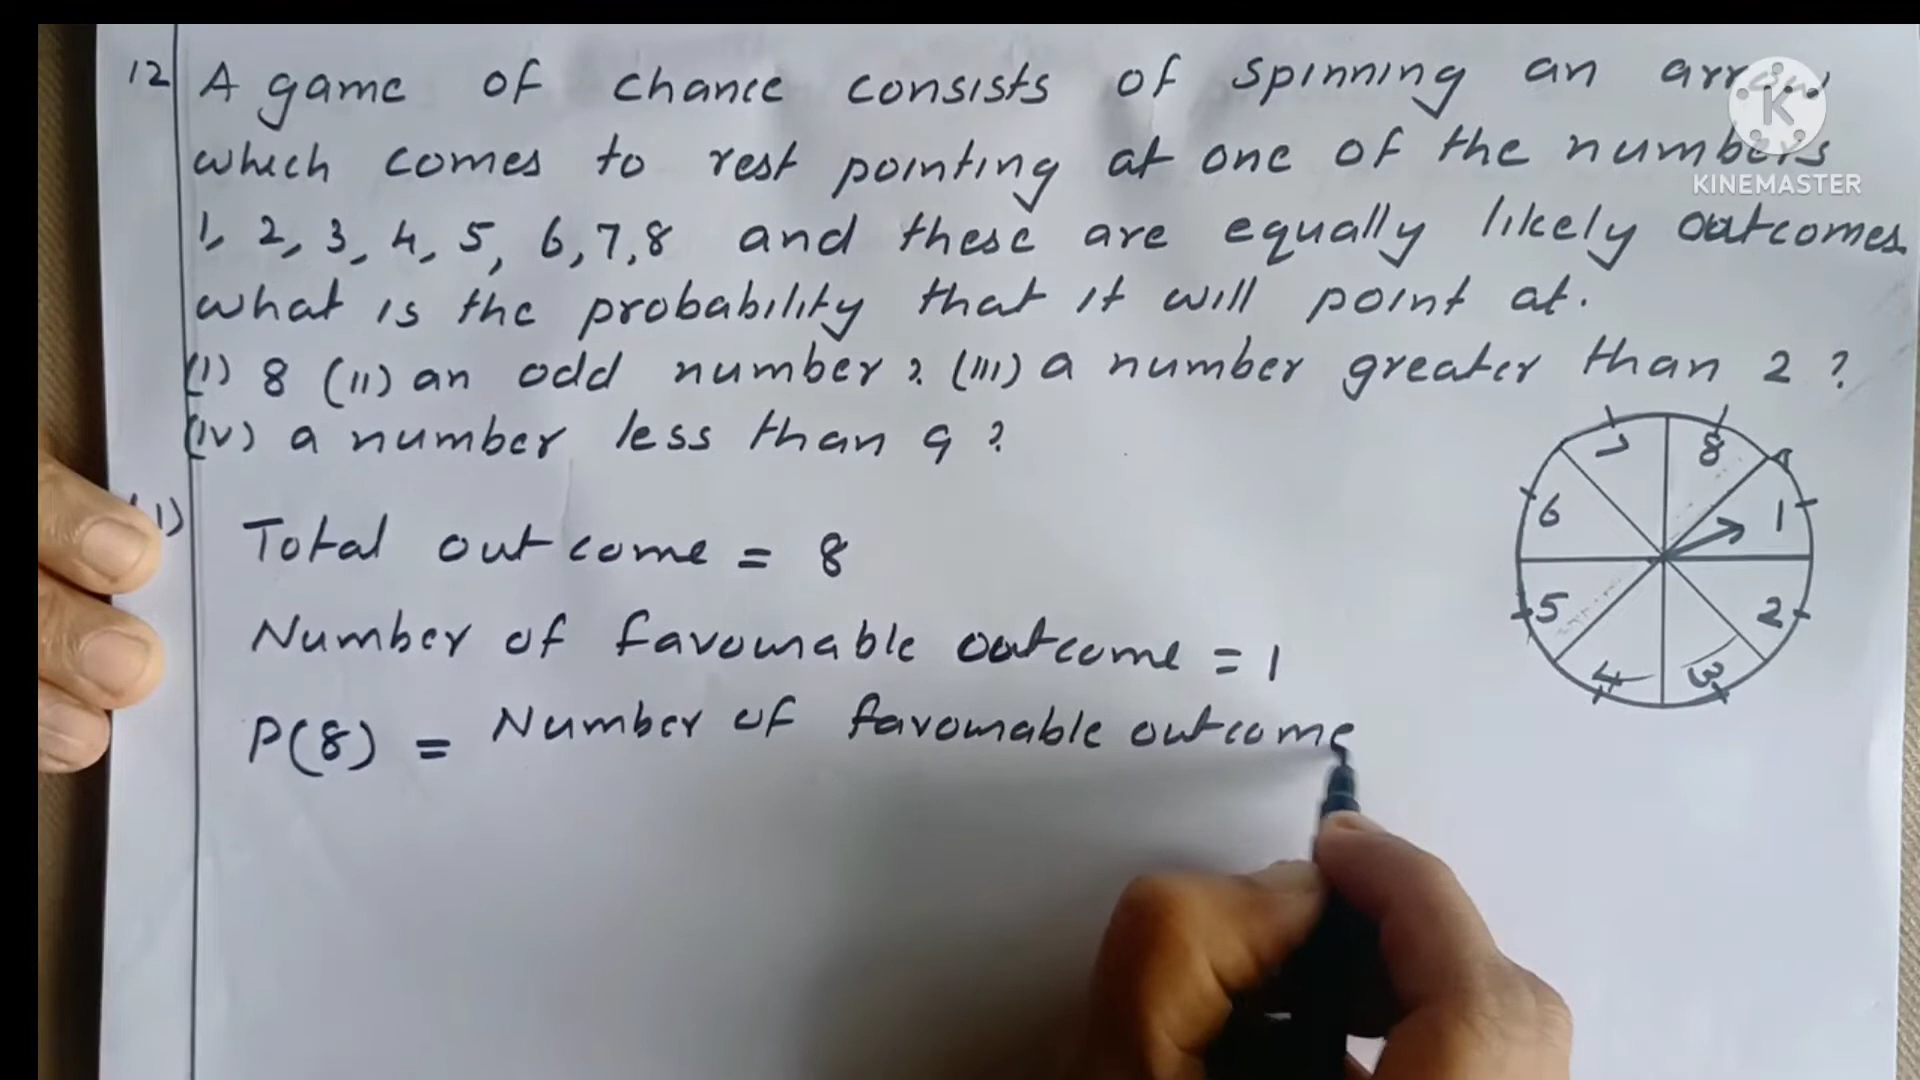 12 A game of chance consists of spinning an arrow
which comes to rest pointing at one of the numbers
1, 2, 3, 4, 5, 6, 7, 8 and these are equally likely outcomes.
what is the probability that it will point at.
(i) 8 (ii) an odd number? (iii) a number greater than 2 ?
(iv) a number less than 9 ?
K
KINEMASTER
7 8
6 1
5 2
4 3
(i) Total outcome = 8
Number of favourable outcome = 1
P(8) = Number of favourable outcome